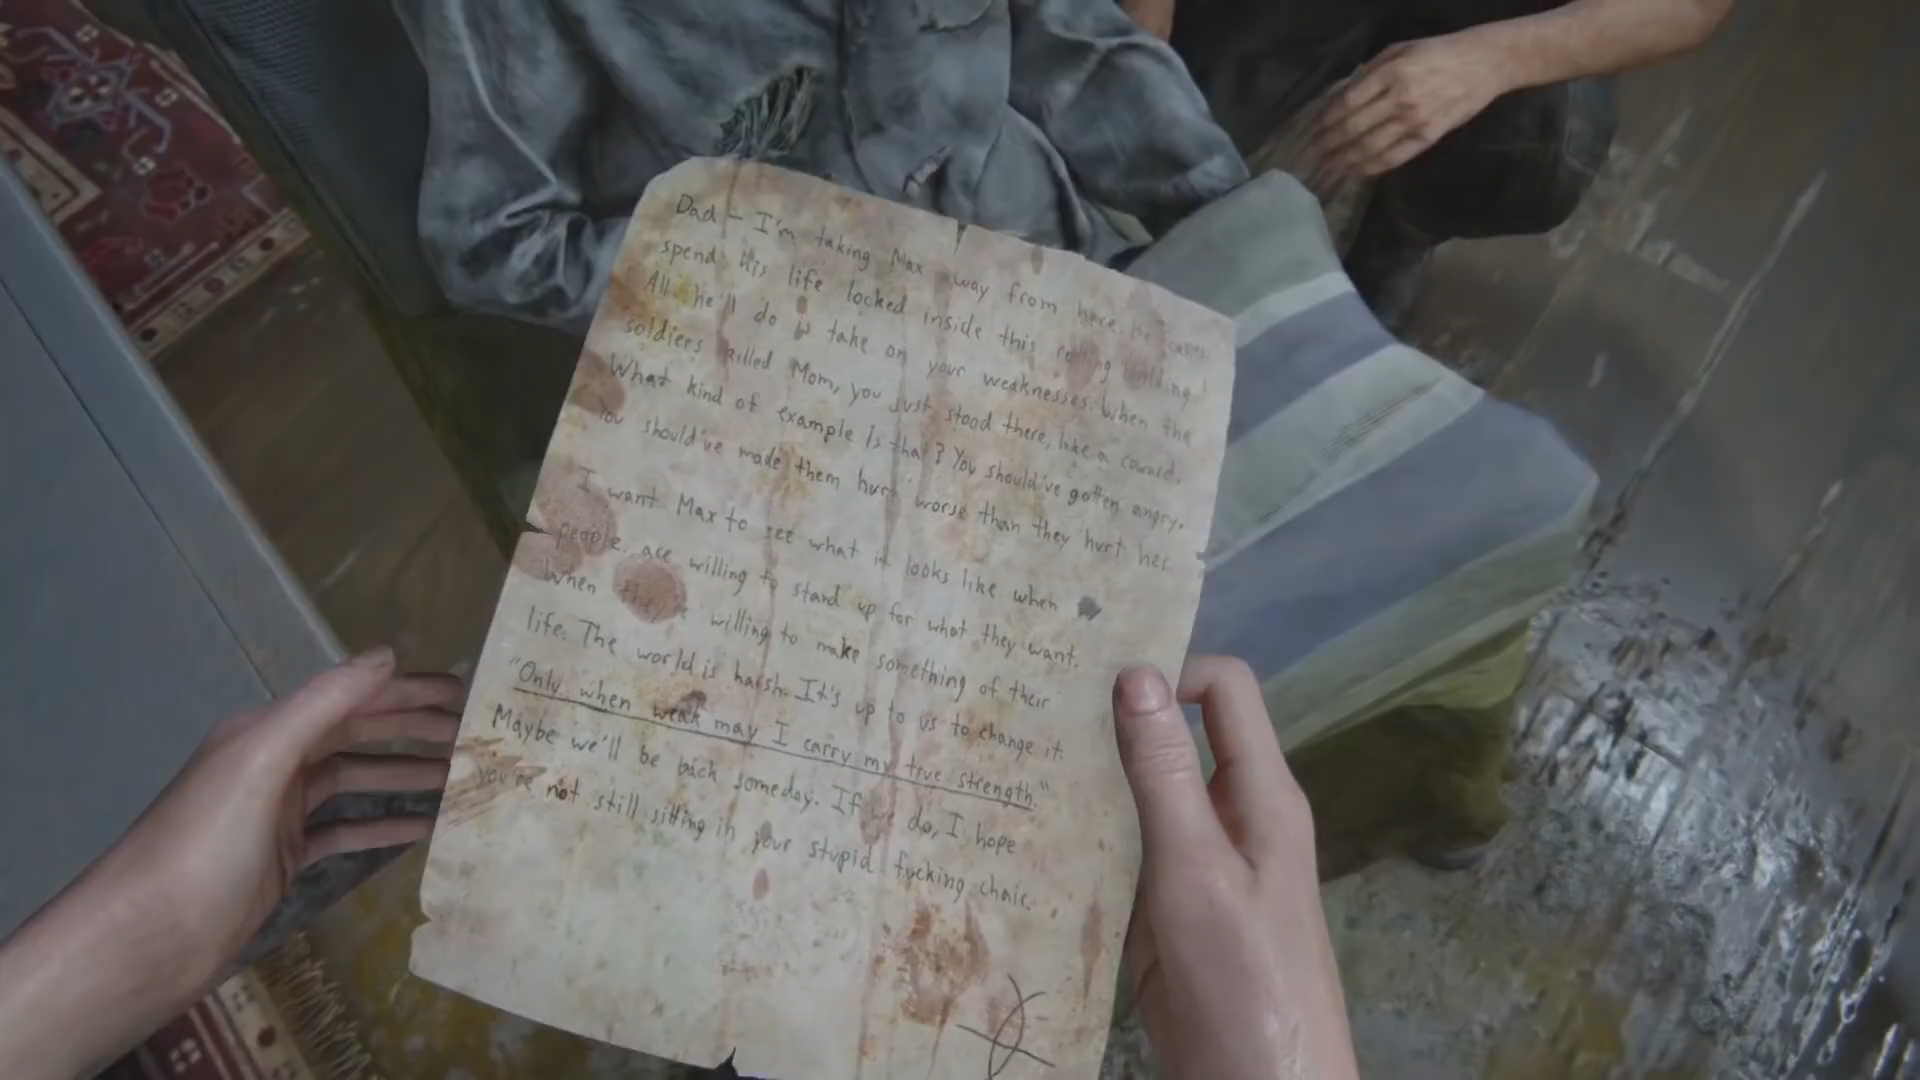 Dad - I'm taking Max away from here. He can't
spend his life locked inside this rotting building!
All he'll do is take on your weaknesses. When the
soldiers killed Mom, you just stood there, like a coward.
What kind of example is that? You should've gotten angry.
You should've made them hurt worse than they hurt her.
I want Max to see what it looks like when
people are willing to stand up for what they want.
When they're willing to make something of their
life. The world is harsh. It's up to us to change it.
"Only when weak may I carry my true strength."
Maybe we'll be back someday. If we do, I hope
you're not still sitting in your stupid fucking chair.